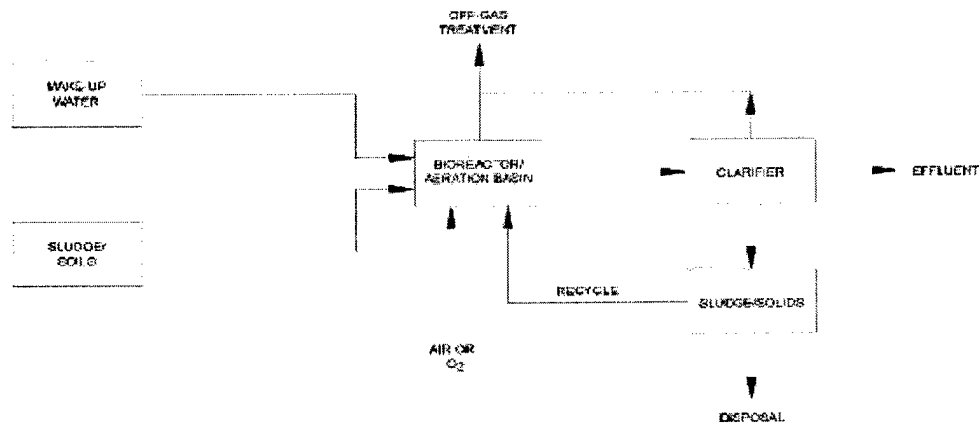 OFF-GAS
TREATMENT
MAKE-UP
WATER
BIOREACTOR/
AERATION BASIN
CLARIFIER
EFFLUENT
SLUDGE/
SOILS
RECYCLE
SLUDGE/SOLIDS
AIR OR
O2
DISPOSAL